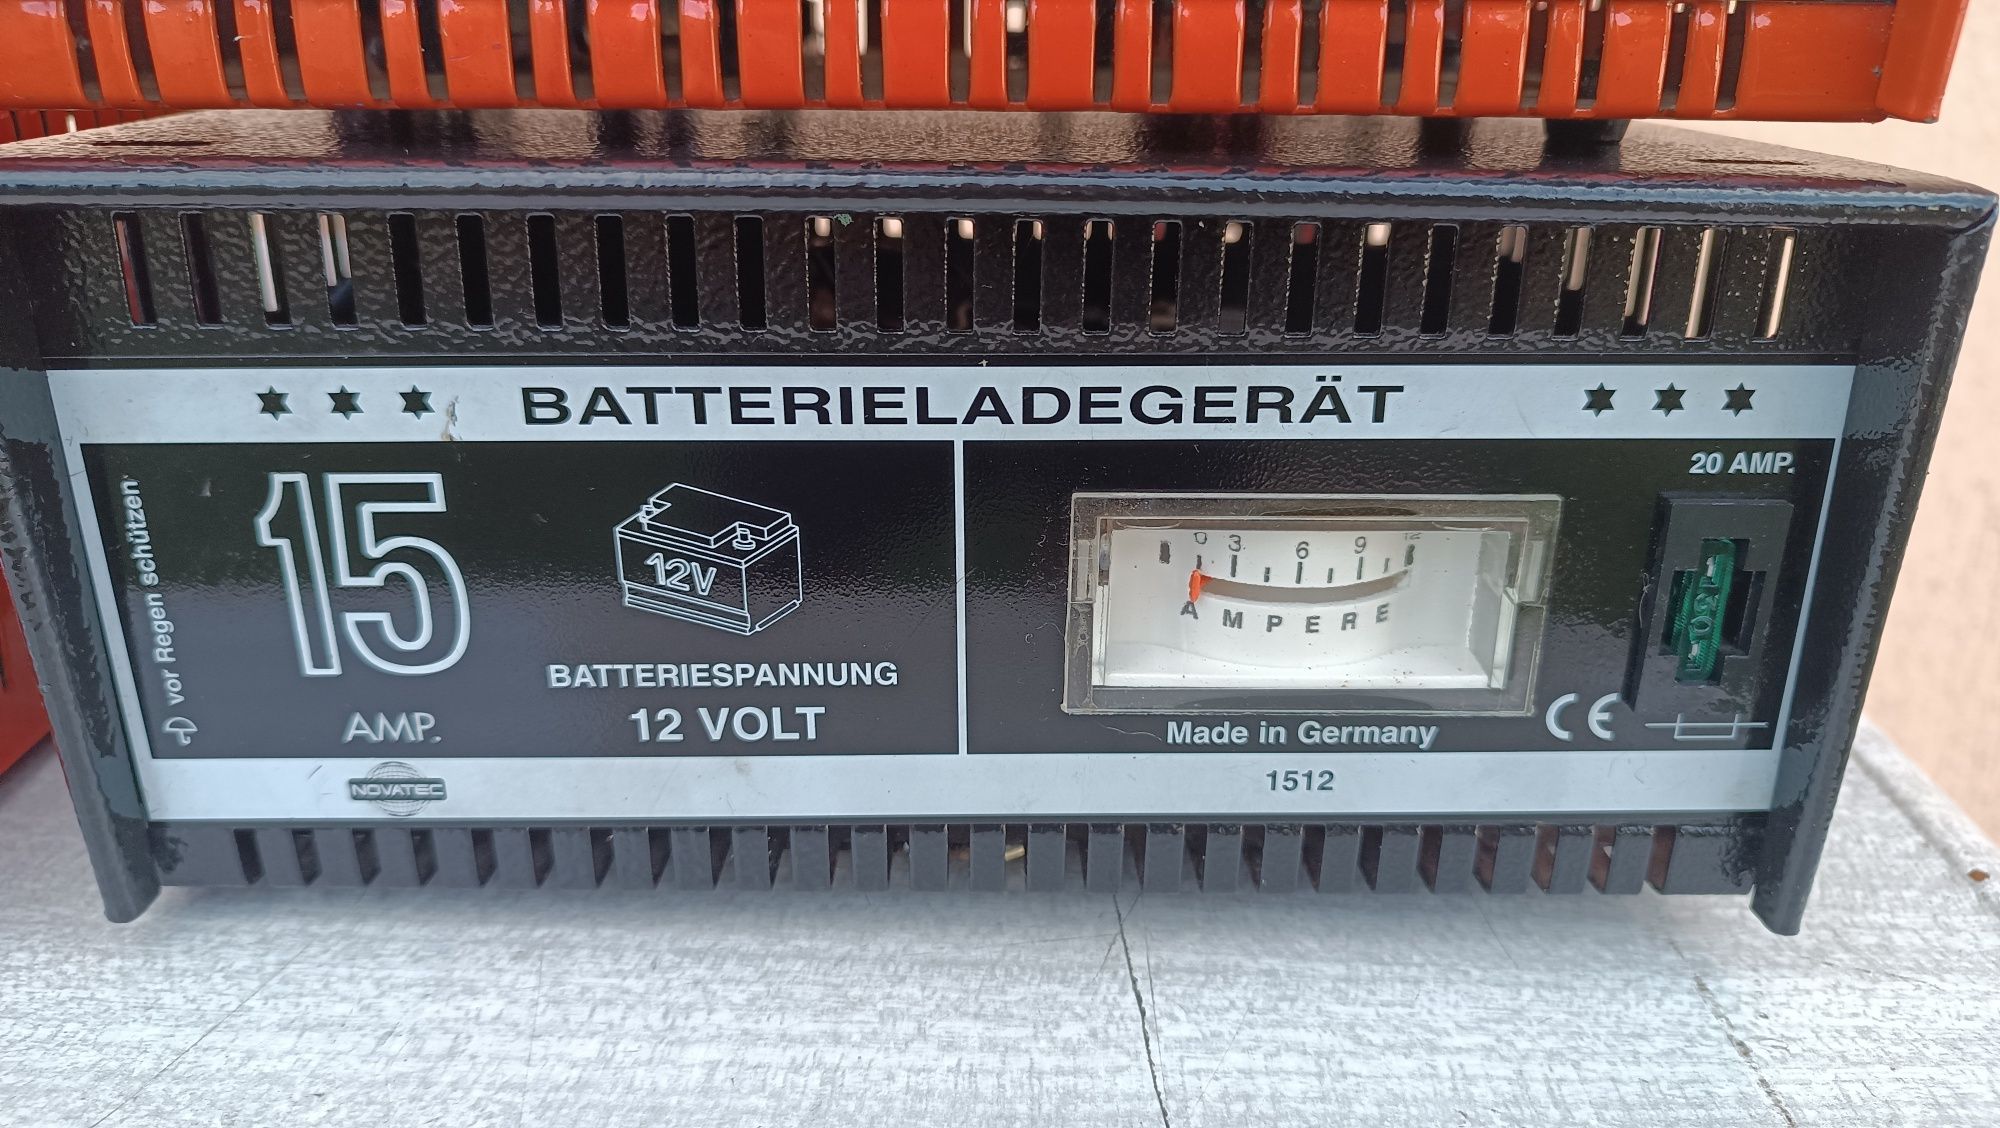 BATTERIELADEGERÄT
vor Regen schützen
15
AMP.
12V
BATTERIESPANNUNG
12 VOLT
NOVATEC
0 3 6 9 12
AMPERE
Made in Germany
CE
1512
20 AMP.
30